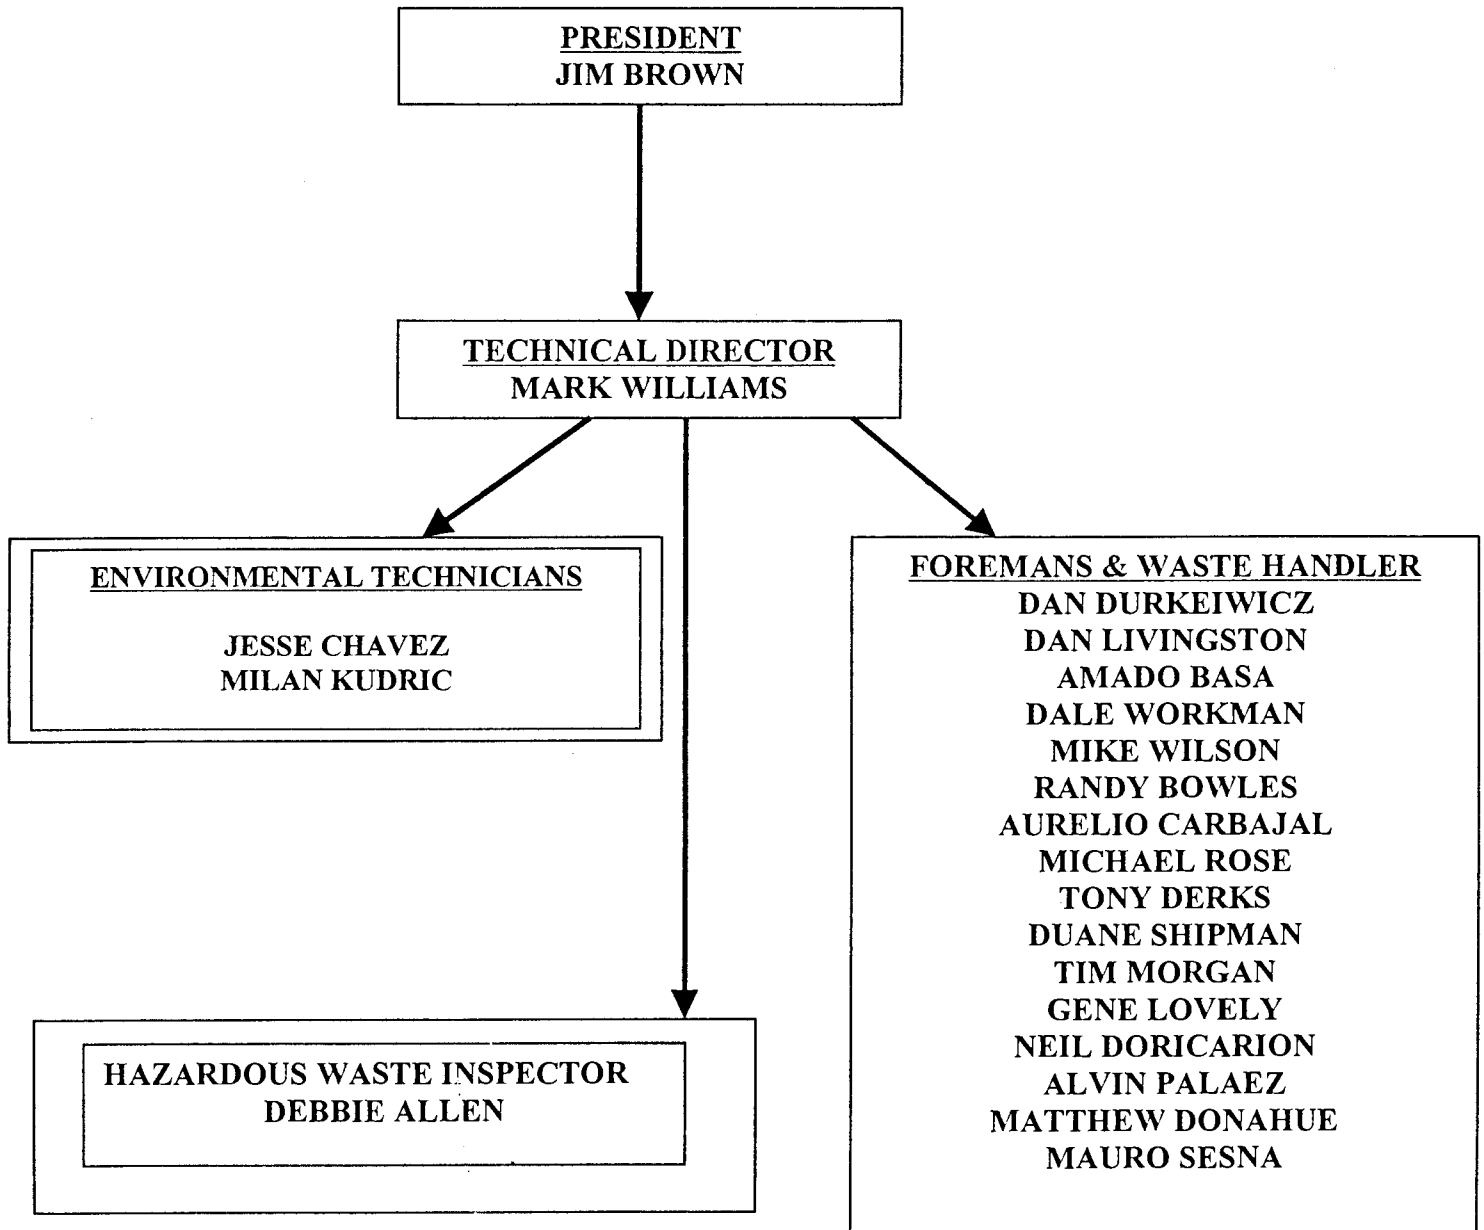 PRESIDENT
JIM BROWN
TECHNICAL DIRECTOR
MARK WILLIAMS
ENVIRONMENTAL TECHNICIANS
JESSE CHAVEZ
MILAN KUDRIC
HAZARDOUS WASTE INSPECTOR
DEBBIE ALLEN
FOREMANS & WASTE HANDLER
DAN DURKEIWICZ
DAN LIVINGSTON
AMADO BASA
DALE WORKMAN
MIKE WILSON
RANDY BOWLES
AURELIO CARBAJAL
MICHAEL ROSE
TONY DERKS
DUANE SHIPMAN
TIM MORGAN
GENE LOVELY
NEIL DORICARION
ALVIN PALAEZ
MATTHEW DONAHUE
MAURO SESNA